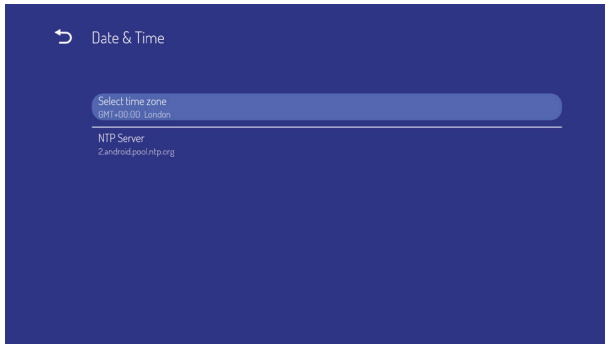 Date & Time
Select time zone
GMT+00:00 London
NTP Server
2.android.pool.ntp.org